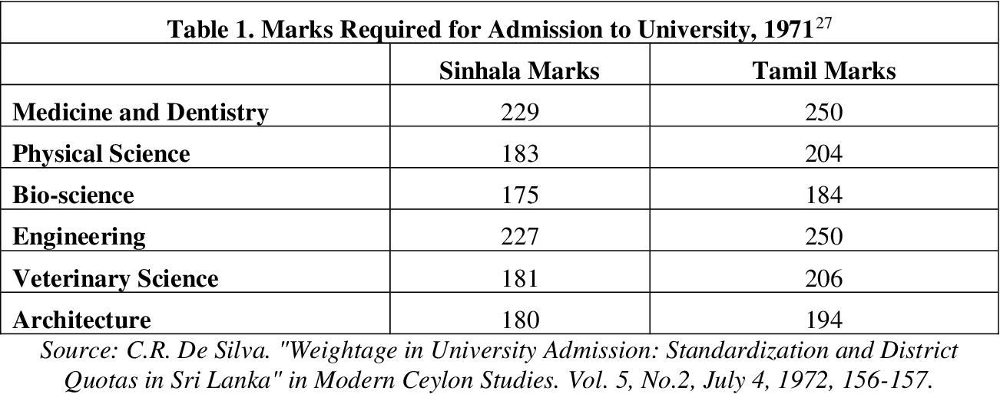 Table 1. Marks Required for Admission to University, 1971²⁷
Sinhala Marks Tamil Marks
Medicine and Dentistry 229 250
Physical Science 183 204
Bio-science 175 184
Engineering 227 250
Veterinary Science 181 206
Architecture 180 194
Source: C.R. De Silva. "Weightage in University Admission: Standardization and District
Quotas in Sri Lanka" in Modern Ceylon Studies. Vol. 5, No.2, July 4, 1972, 156-157.